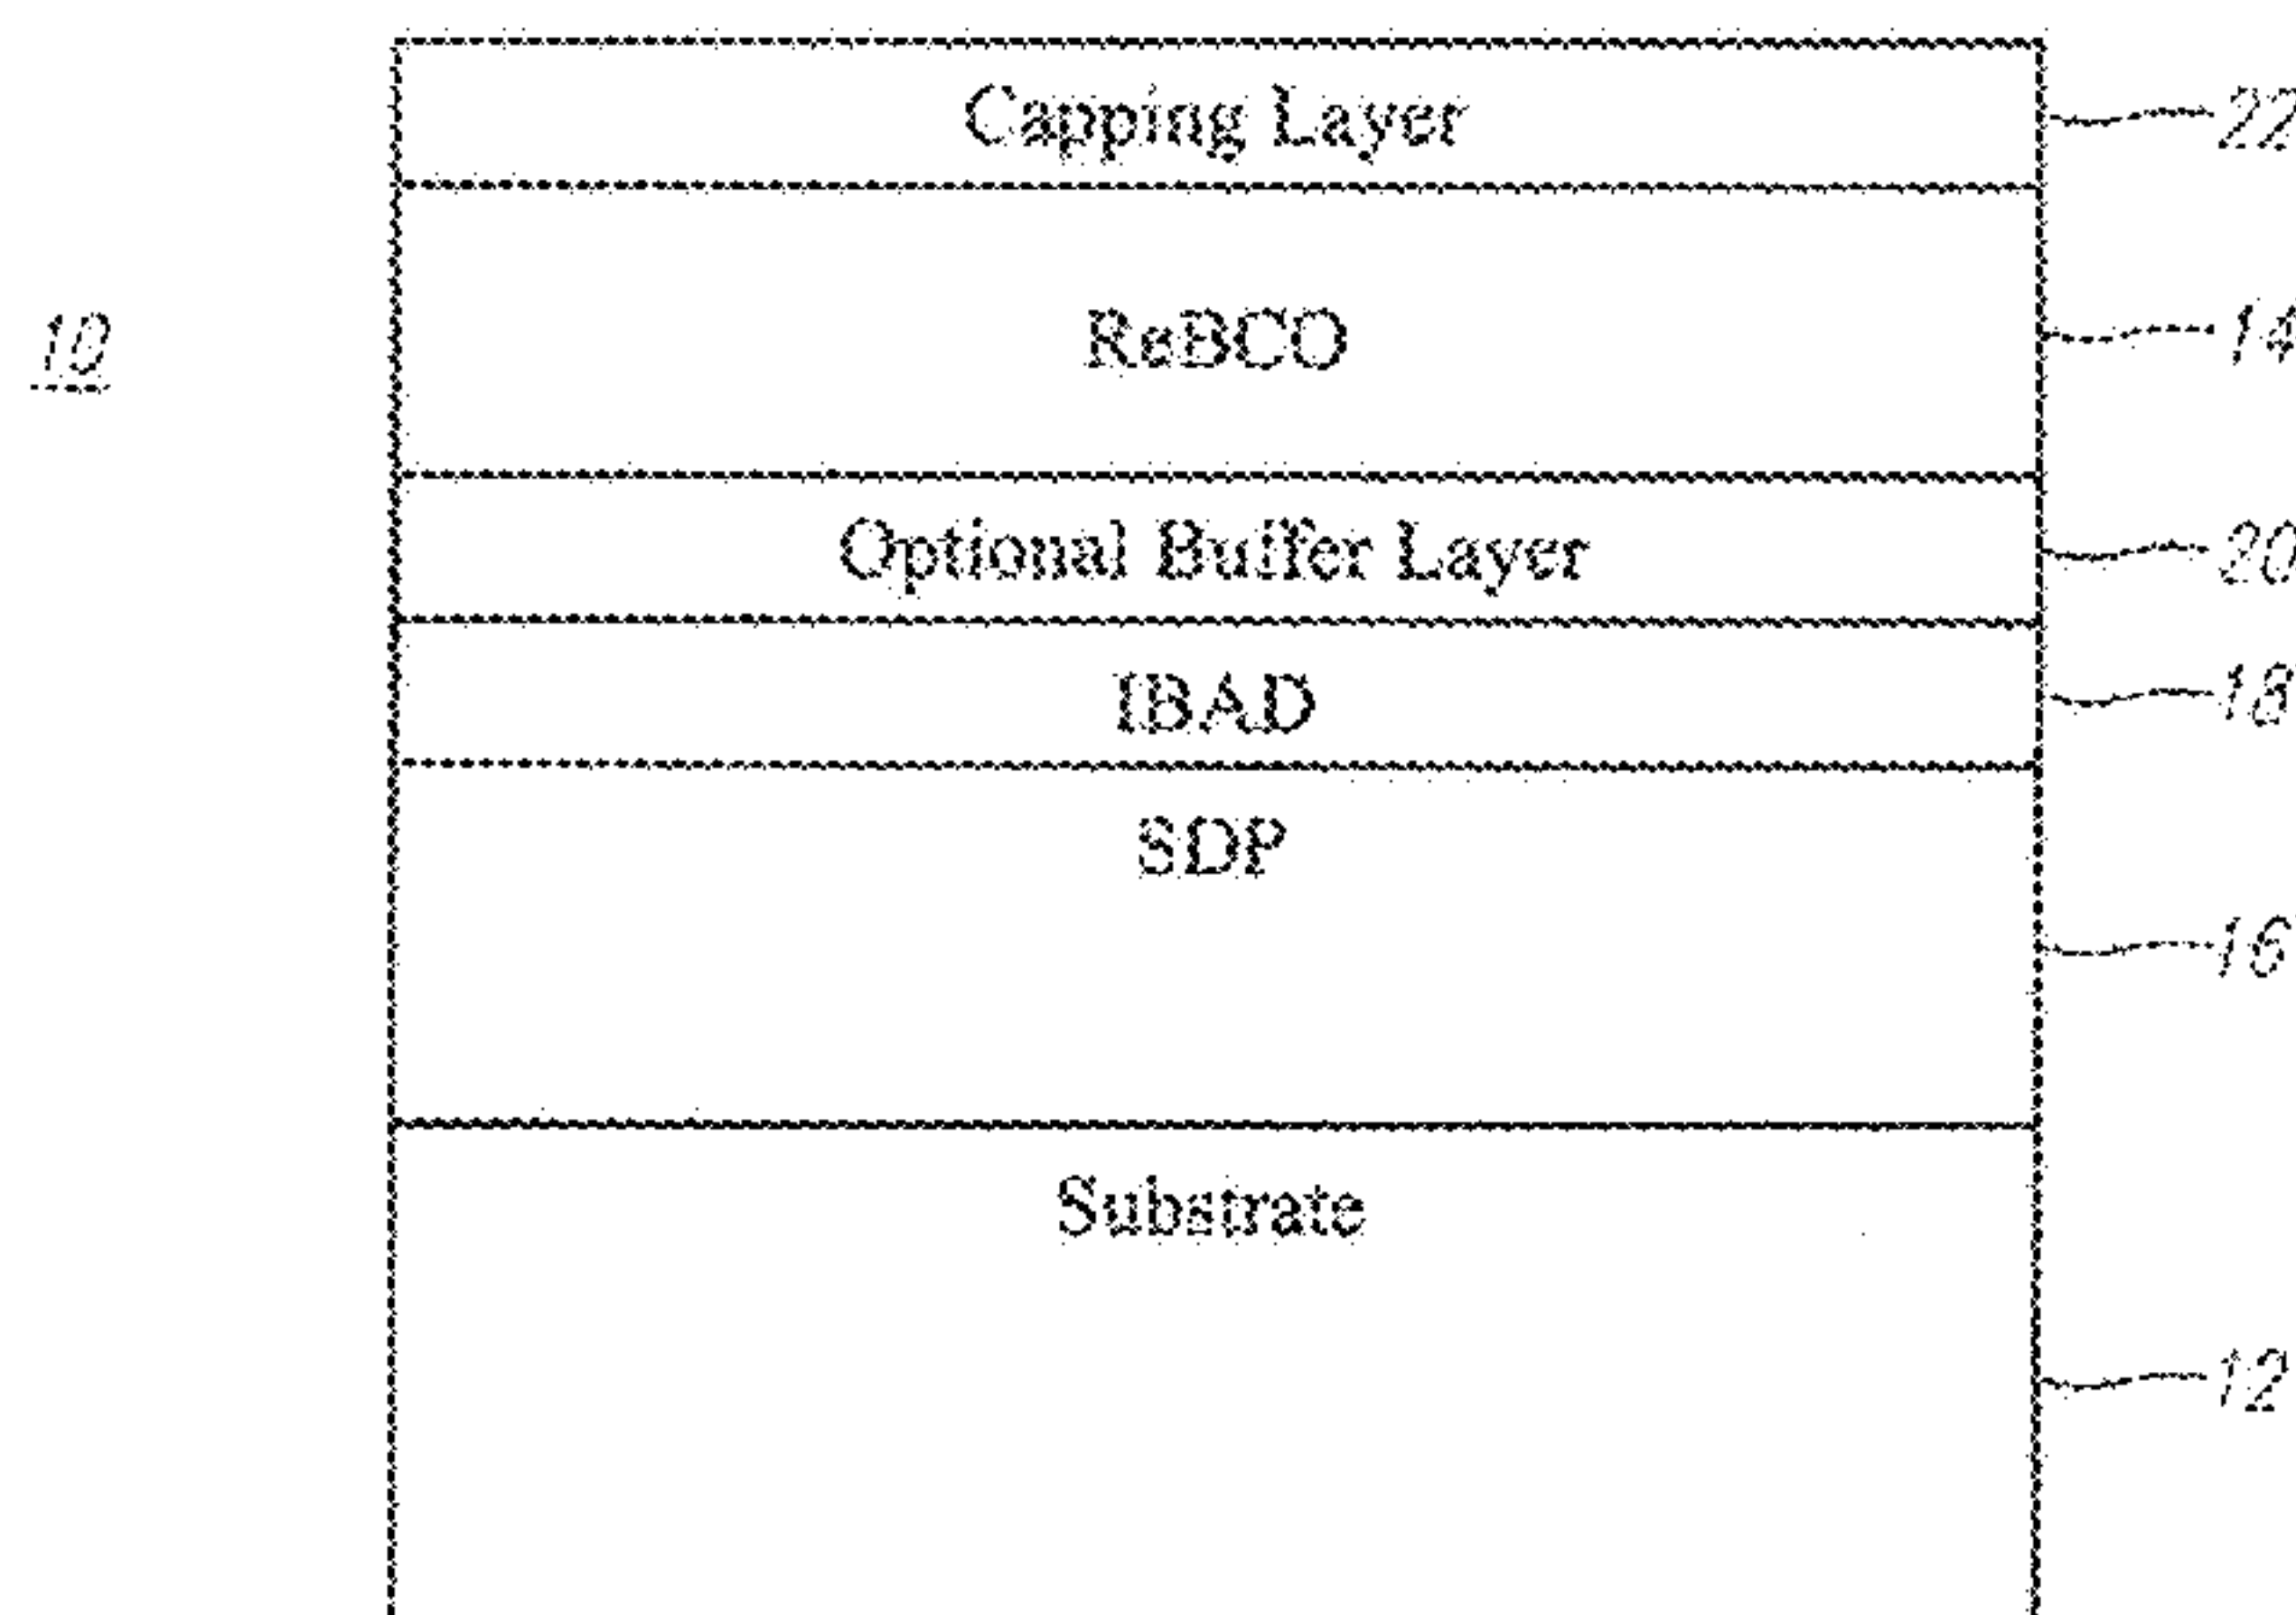 Capping Layer 22
10
ReBCO 14
Optional Buffer Layer 20
IBAD 18
SDP
16
Substrate
12